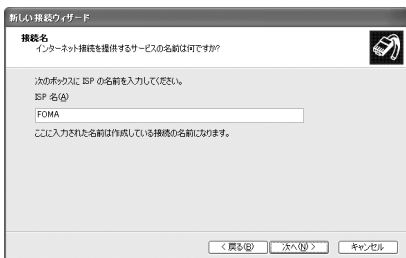 新しい接続ウィザード
接続名
インターネット接続を提供するサービスの名前は何ですか?
次のボックスに ISP の名前を入力してください。
ISP 名(A)
FOMA
ここに入力された名前は作成している接続の名前になります。
< 戻る(B)
次へ(N) >
キャンセル